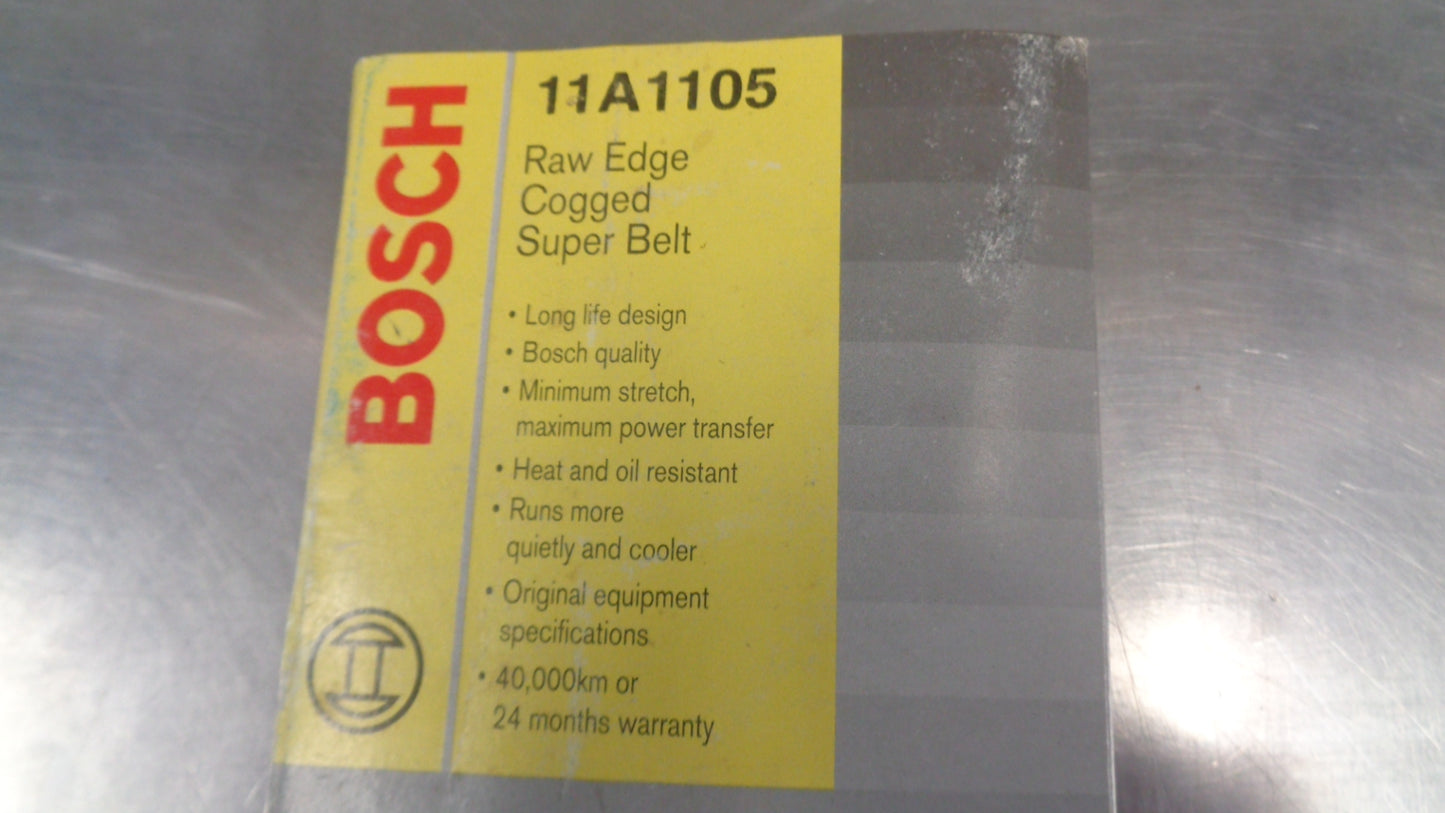 BOSCH
11A1105
Raw Edge
Cogged
Super Belt
• Long life design
• Bosch quality
• Minimum stretch,
maximum power transfer
• Heat and oil resistant
• Runs more
quietly and cooler
• Original equipment
specifications
• 40,000km or
24 months warranty